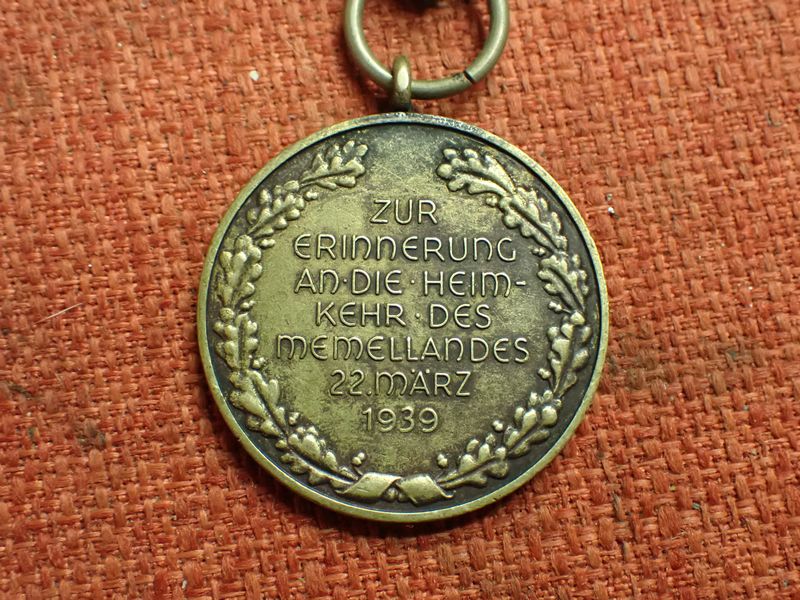 ZUR
ERINNERUNG
AN·DIE·HEIM-
KEHR·DES
MEMELLANDES
22.MÄRZ
1939